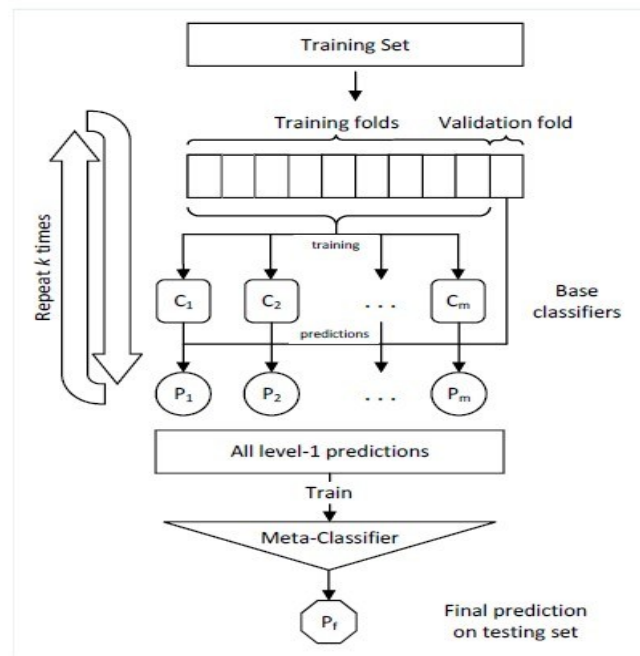 Training Set
Training folds
Validation fold
Repeat k times
training
C1
C2
. . .
Cm
Base
classifiers
predictions
P1
P2
. . .
Pm
All level-1 predictions
Train
Meta-Classifier
Pf
Final prediction
on testing set